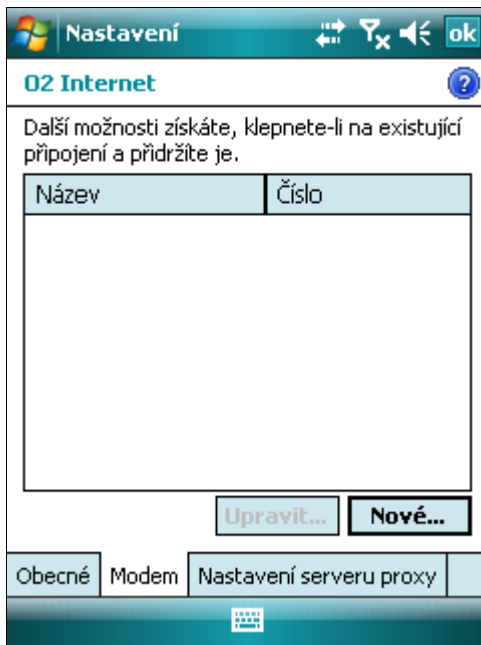 Nastavení
ok
O2 Internet
?
Další možnosti získáte, klepnete-li na existující
připojení a přidržíte je.
Název Číslo
Upravit... Nové...
Obecné Modem Nastavení serveru proxy